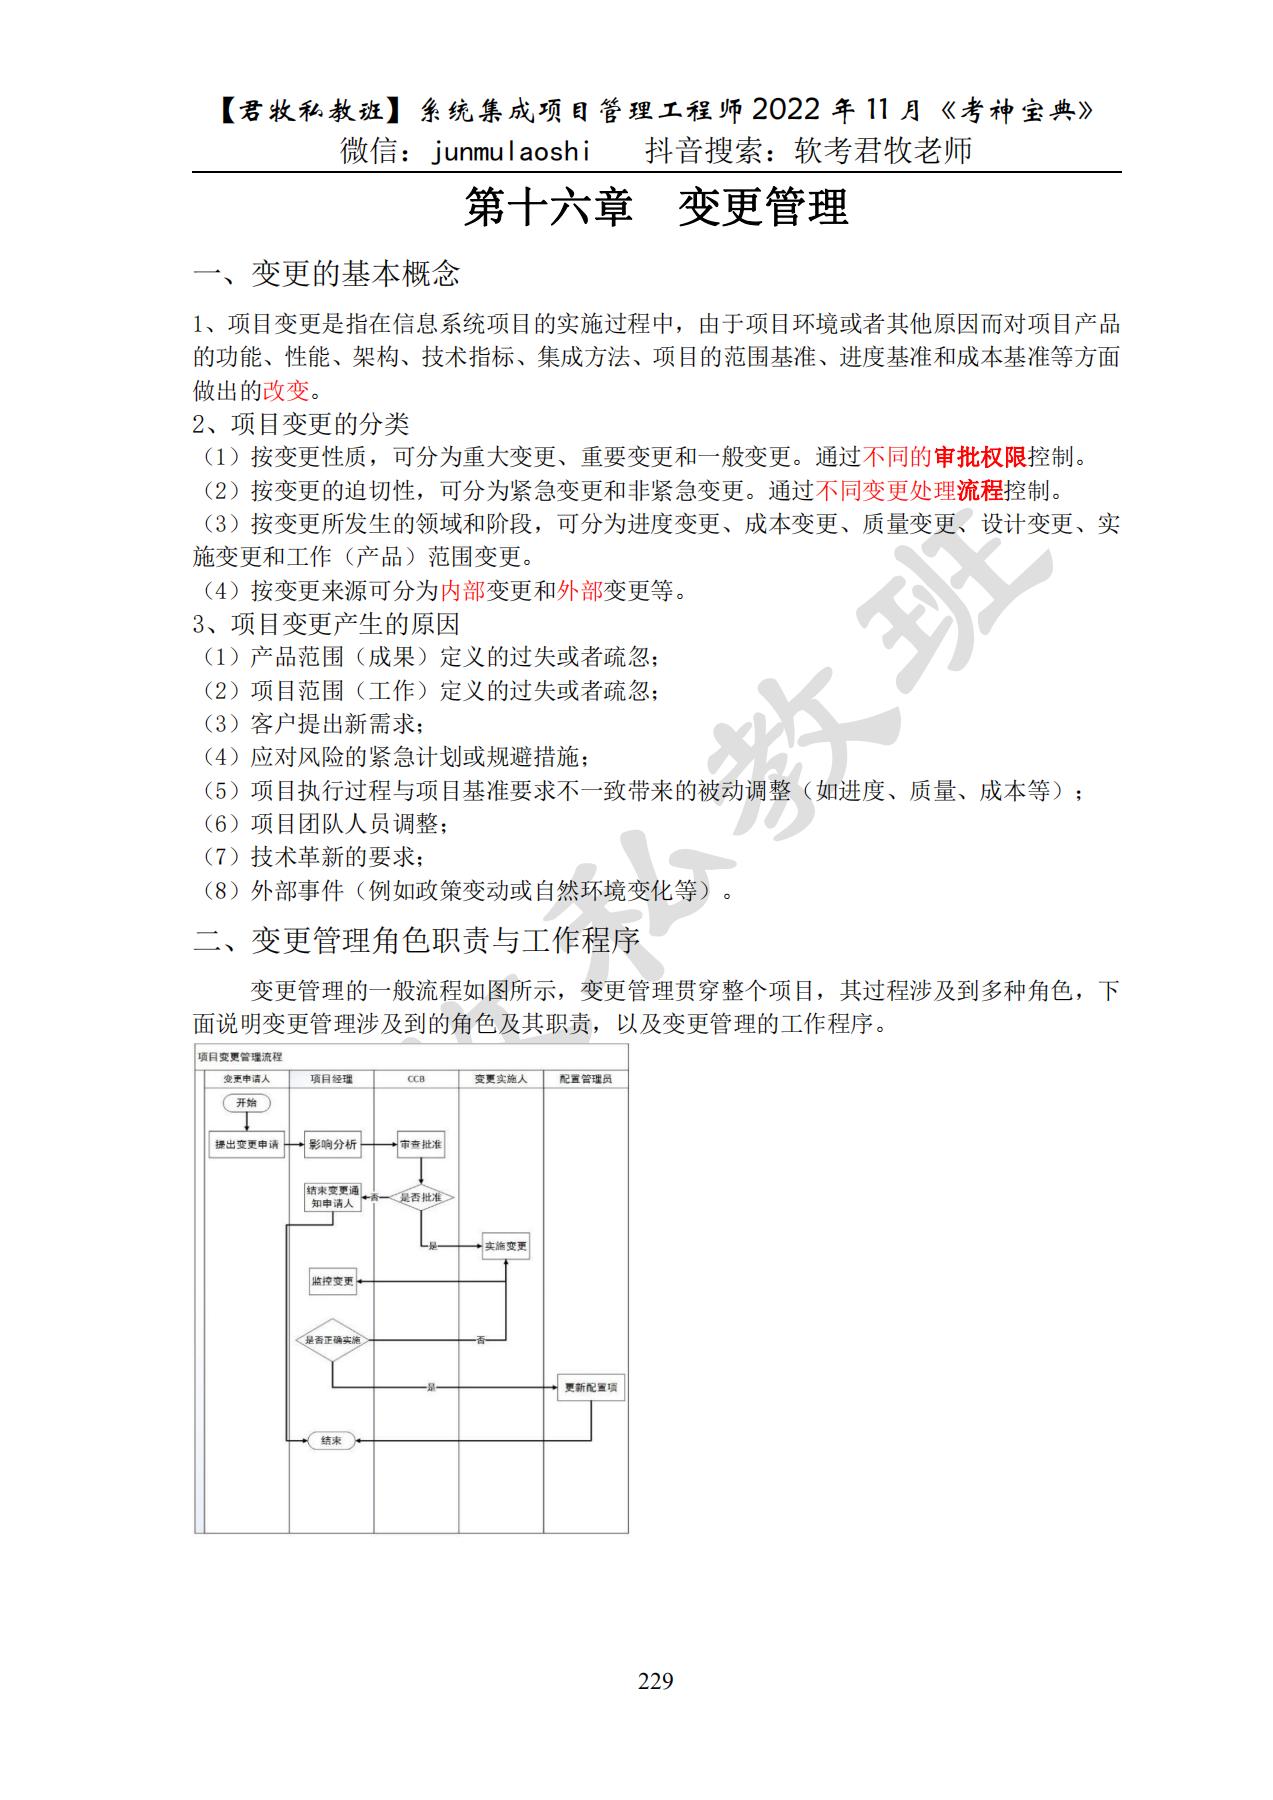 【君牧私教班】系统集成项目管理工程师 2022 年 11 月《考神宝典》
微信：junmulaoshi 抖音搜索：软考君牧老师
第十六章 变更管理
一、变更的基本概念
1、项目变更是指在信息系统项目的实施过程中，由于项目环境或者其他原因而对项目产品
的功能、性能、架构、技术指标、集成方法、项目的范围基准、进度基准和成本基准等方面
做出的改变。
2、项目变更的分类
（1）按变更性质，可分为重大变更、重要变更和一般变更。通过不同的审批权限控制。
（2）按变更的迫切性，可分为紧急变更和非紧急变更。通过不同变更处理流程控制。
（3）按变更所发生的领域和阶段，可分为进度变更、成本变更、质量变更、设计变更、实
施变更和工作（产品）范围变更。
（4）按变更来源可分为内部变更和外部变更等。
3、项目变更产生的原因
（1）产品范围（成果）定义的过失或者疏忽；
（2）项目范围（工作）定义的过失或者疏忽；
（3）客户提出新需求；
（4）应对风险的紧急计划或规避措施；
（5）项目执行过程与项目基准要求不一致带来的被动调整（如进度、质量、成本等）；
（6）项目团队人员调整；
（7）技术革新的要求；
（8）外部事件（例如政策变动或自然环境变化等）。
二、变更管理角色职责与工作程序
变更管理的一般流程如图所示，变更管理贯穿整个项目，其过程涉及到多种角色，下
面说明变更管理涉及到的角色及其职责，以及变更管理的工作程序。
项目变更管理流程
变更申请人 项目经理 CCB 变更实施人 配置管理员
开始
提出变更申请 影响分析 审查批准
结束变更通
知申请人
否 是否批准
是 实施变更
监控变更
是否正确实施 否
是 更新配置项
结束
牧私教班
229